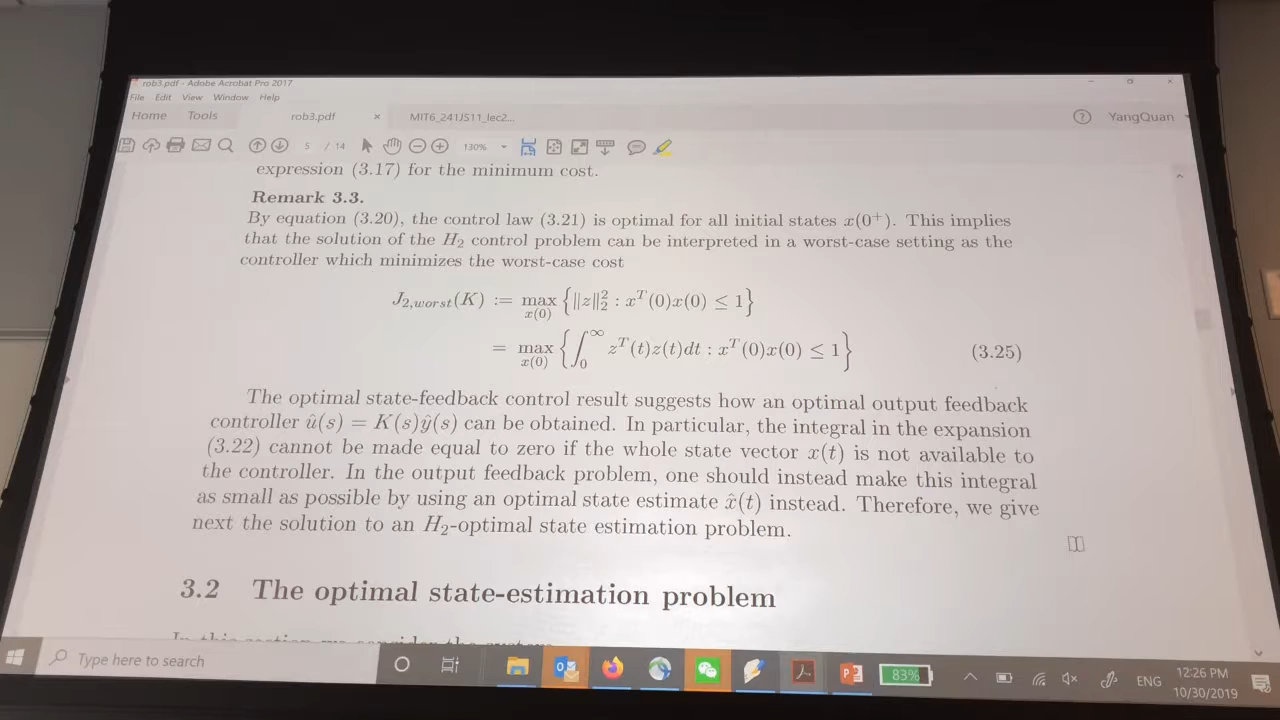 rob3.pdf - Adobe Acrobat Pro 2017
File Edit View Window Help
Home Tools rob3.pdf × MIT6_241JS11_lec2... YangQuan
5 / 14 130%
expression (3.17) for the minimum cost.
Remark 3.3.
By equation (3.20), the control law (3.21) is optimal for all initial states x(0⁺). This implies
that the solution of the H₂ control problem can be interpreted in a worst-case setting as the
controller which minimizes the worst-case cost
J₂,worst(K) := max x(0) {‖z‖₂² : xᵀ(0)x(0) ≤ 1}
= max x(0) {∫₀^∞ zᵀ(t)z(t)dt : xᵀ(0)x(0) ≤ 1} (3.25)
The optimal state-feedback control result suggests how an optimal output feedback
controller û(s) = K(s)ŷ(s) can be obtained. In particular, the integral in the expansion
(3.22) cannot be made equal to zero if the whole state vector x(t) is not available to
the controller. In the output feedback problem, one should instead make this integral
as small as possible by using an optimal state estimate x̂(t) instead. Therefore, we give
next the solution to an H₂-optimal state estimation problem.
3.2 The optimal state-estimation problem
In this section we consider the system
Type here to search 83% ENG 12:26 PM
10/30/2019